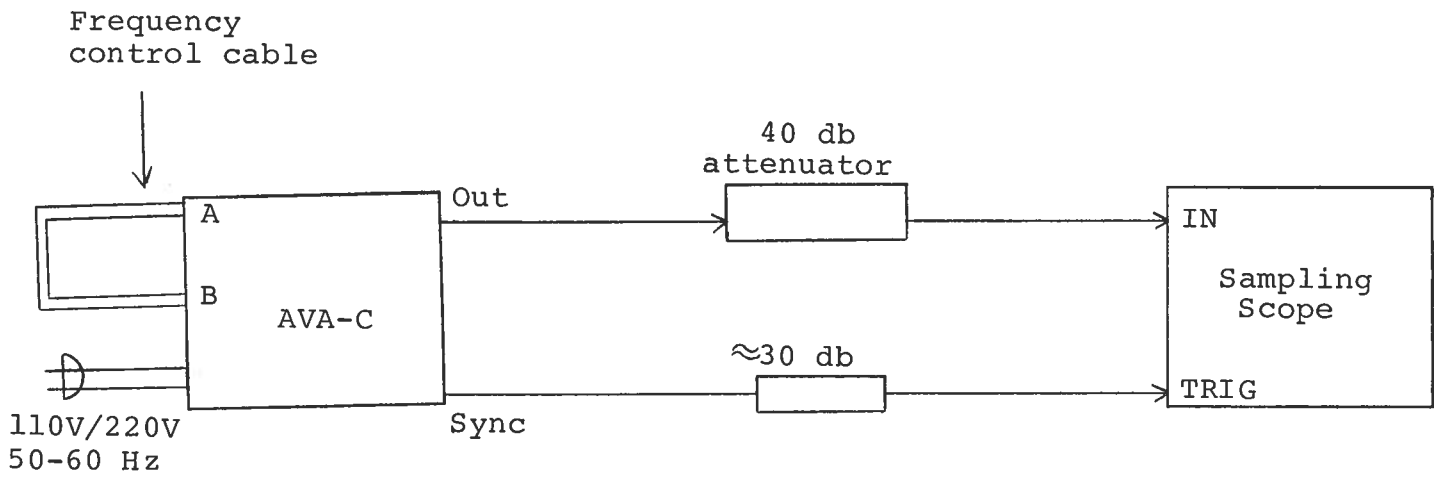 Frequency
control cable
40 db
attenuator
A
Out
IN
B
AVA-C
Sampling
Scope
≈30 db
TRIG
Sync
110V/220V
50-60 Hz